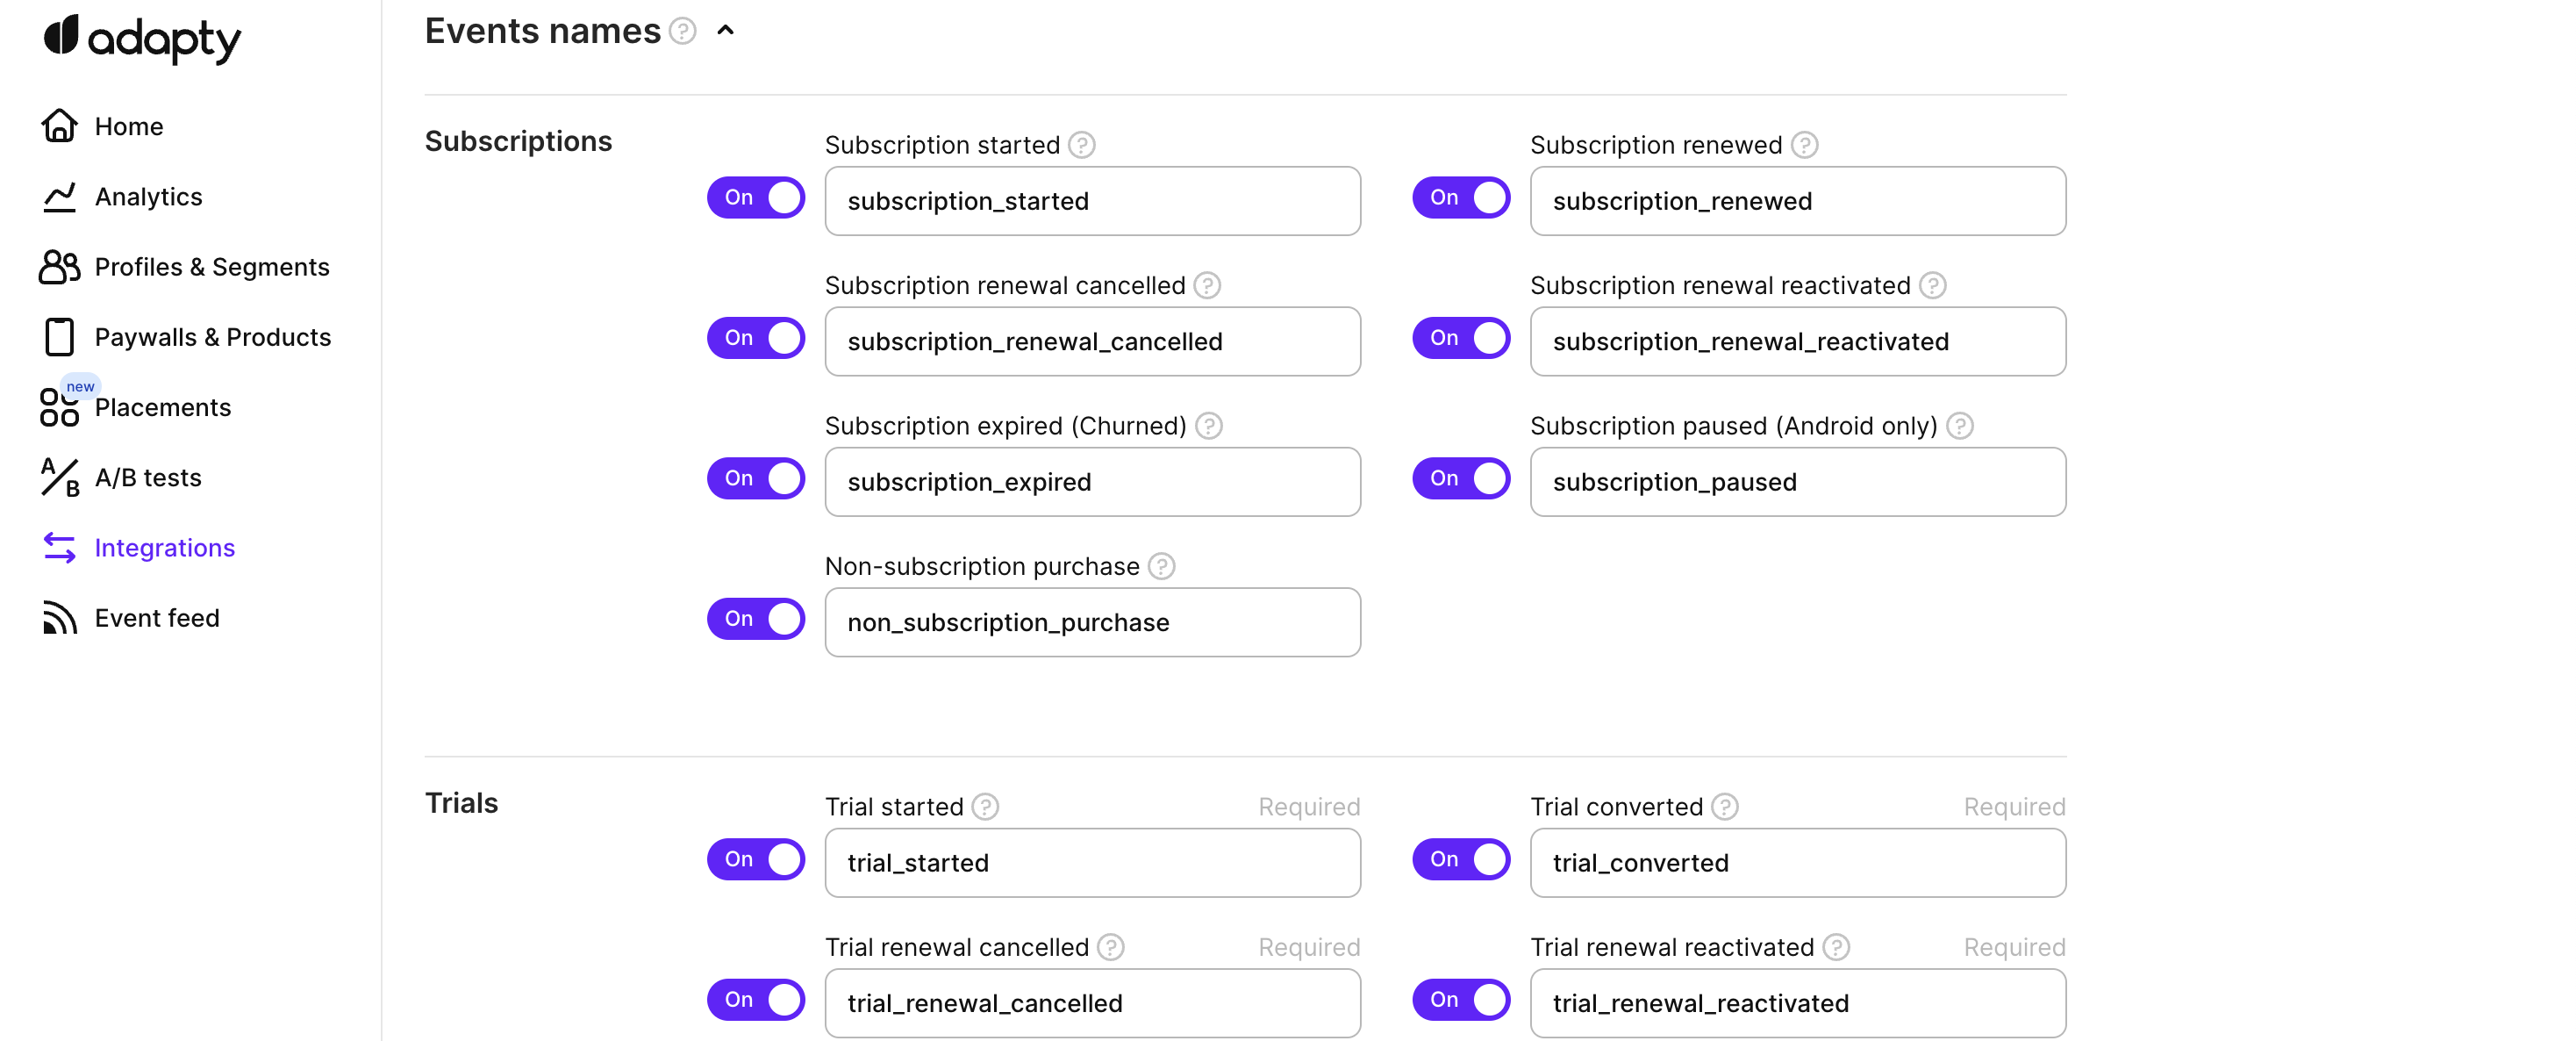 adapty
Home
Analytics
Profiles & Segments
Paywalls & Products
new
Placements
A/B tests
Integrations
Event feed
Events names ?
Subscriptions
Subscription started ?
On subscription_started
Subscription renewed ?
On subscription_renewed
Subscription renewal cancelled ?
On subscription_renewal_cancelled
Subscription renewal reactivated ?
On subscription_renewal_reactivated
Subscription expired (Churned) ?
On subscription_expired
Subscription paused (Android only) ?
On subscription_paused
Non-subscription purchase ?
On non_subscription_purchase
Trials
Trial started ? Required
On trial_started
Trial converted ? Required
On trial_converted
Trial renewal cancelled ? Required
On trial_renewal_cancelled
Trial renewal reactivated ? Required
On trial_renewal_reactivated